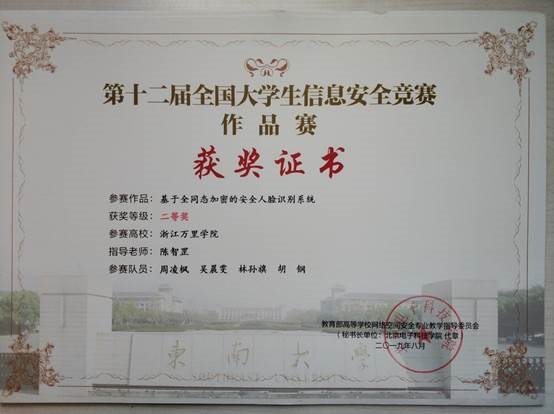 第十二届全国大学生信息安全竞赛
作品赛
获奖证书
参赛作品：基于全同态加密的安全人脸识别系统
获奖等级：二等奖
参赛高校：浙江万里学院
指导老师：陈智罡
参赛队员：周凌枫 吴晨雯 林孙旗 胡钢
教育部高等学校网络空间安全专业教学指导委员会
（秘书长单位：北京电子科技学院 代章）
二〇一九年八月
东南大学